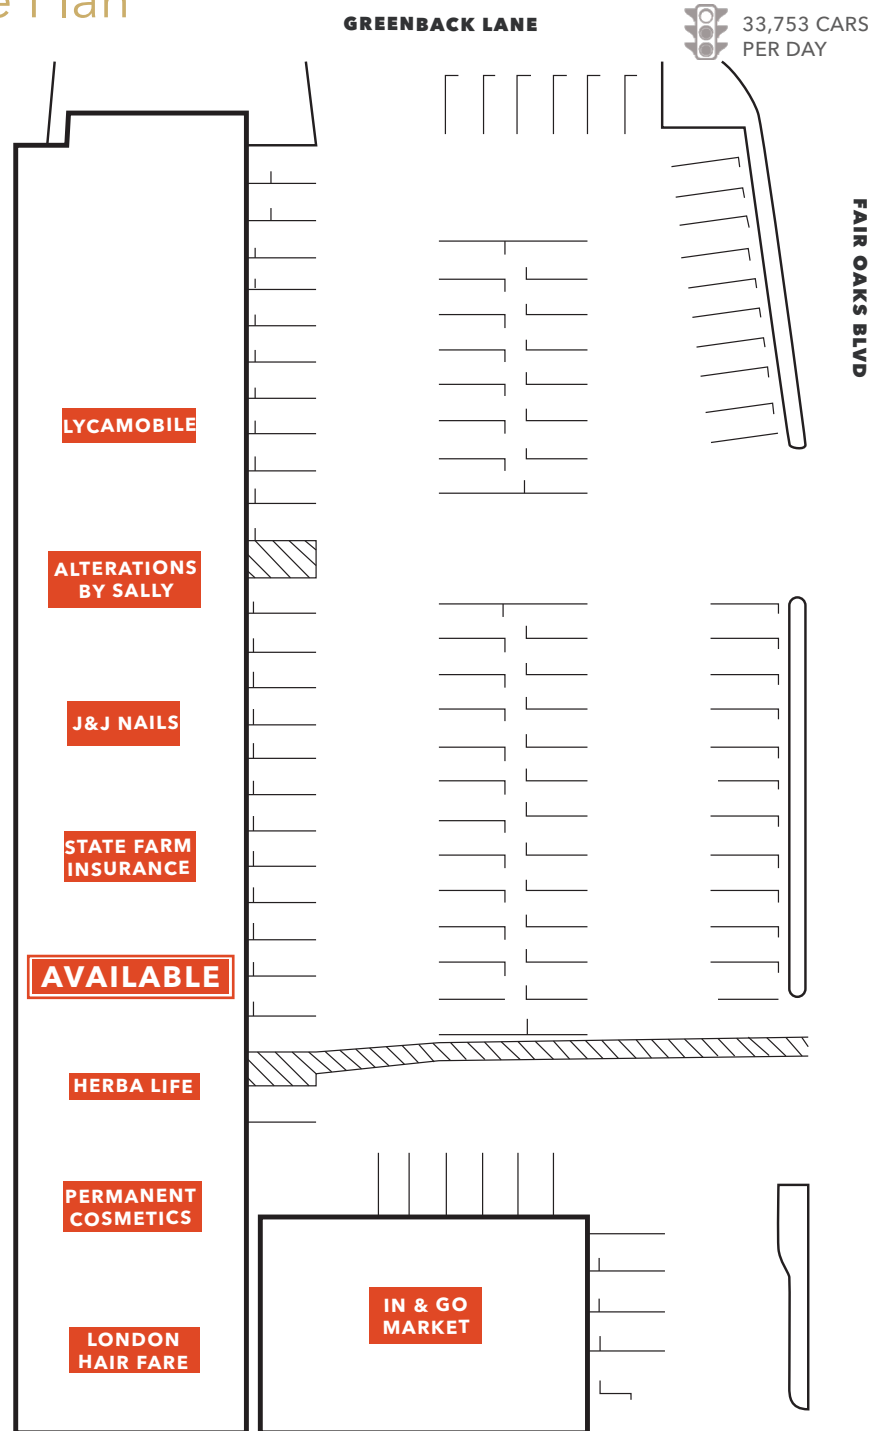 e Plan
GREENBACK LANE
33,753 CARS
PER DAY
FAIR OAKS BLVD
LYCAMOBILE
ALTERATIONS
BY SALLY
J&J NAILS
STATE FARM
INSURANCE
AVAILABLE
HERBA LIFE
PERMANENT
COSMETICS
IN & GO
MARKET
LONDON
HAIR FARE